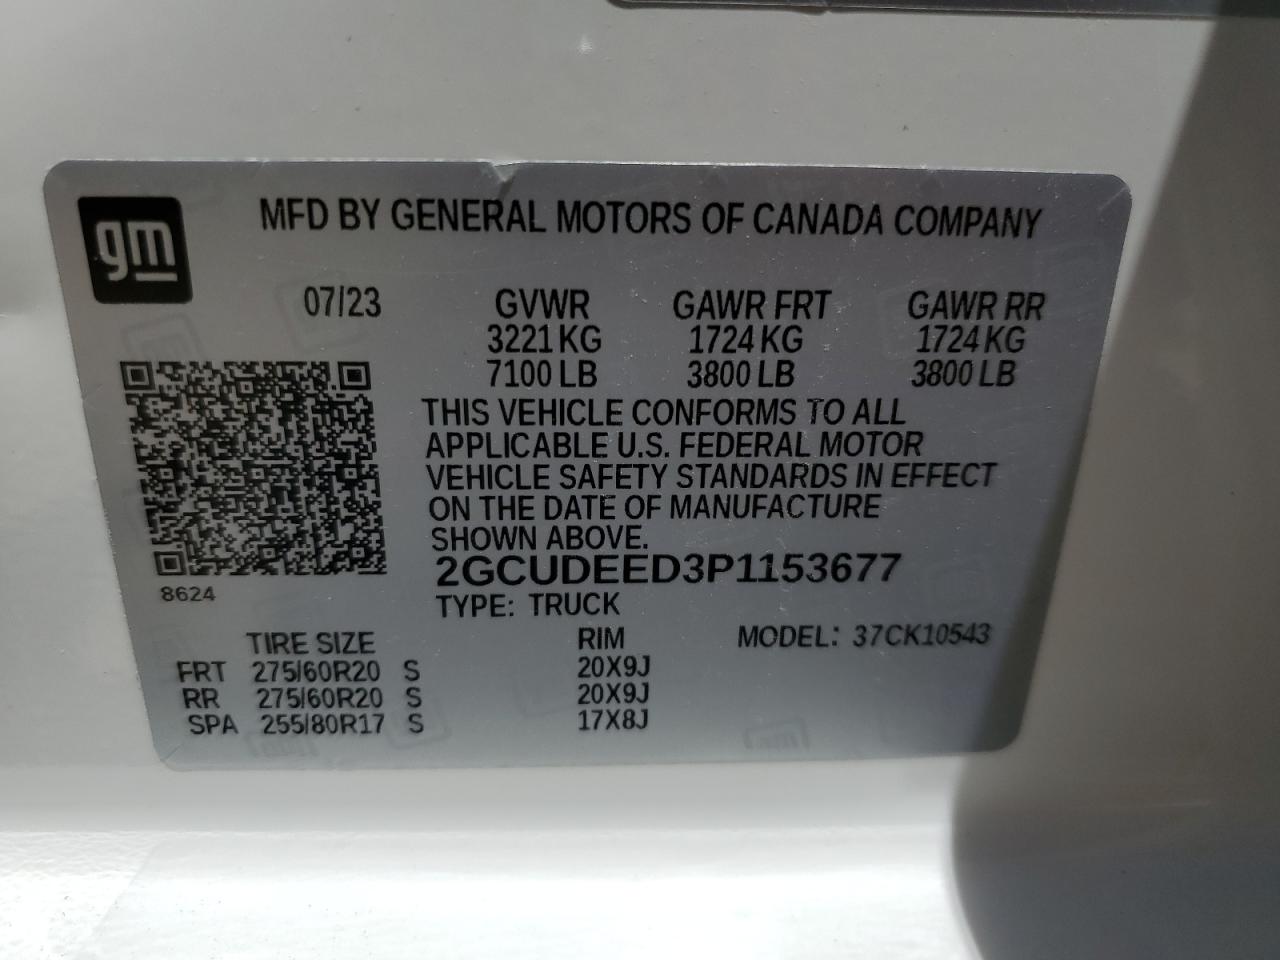 gm
MFD BY GENERAL MOTORS OF CANADA COMPANY
07/23 GVWR GAWR FRT GAWR RR
3221 KG 1724 KG 1724 KG
7100 LB 3800 LB 3800 LB
THIS VEHICLE CONFORMS TO ALL
APPLICABLE U.S. FEDERAL MOTOR
VEHICLE SAFETY STANDARDS IN EFFECT
ON THE DATE OF MANUFACTURE
SHOWN ABOVE.
2GCUDEED3P1153677
8624
TYPE: TRUCK
TIRE SIZE RIM MODEL: 37CK10543
FRT 275/60R20 S 20X9J
RR 275/60R20 S 20X9J
SPA 255/80R17 S 17X8J